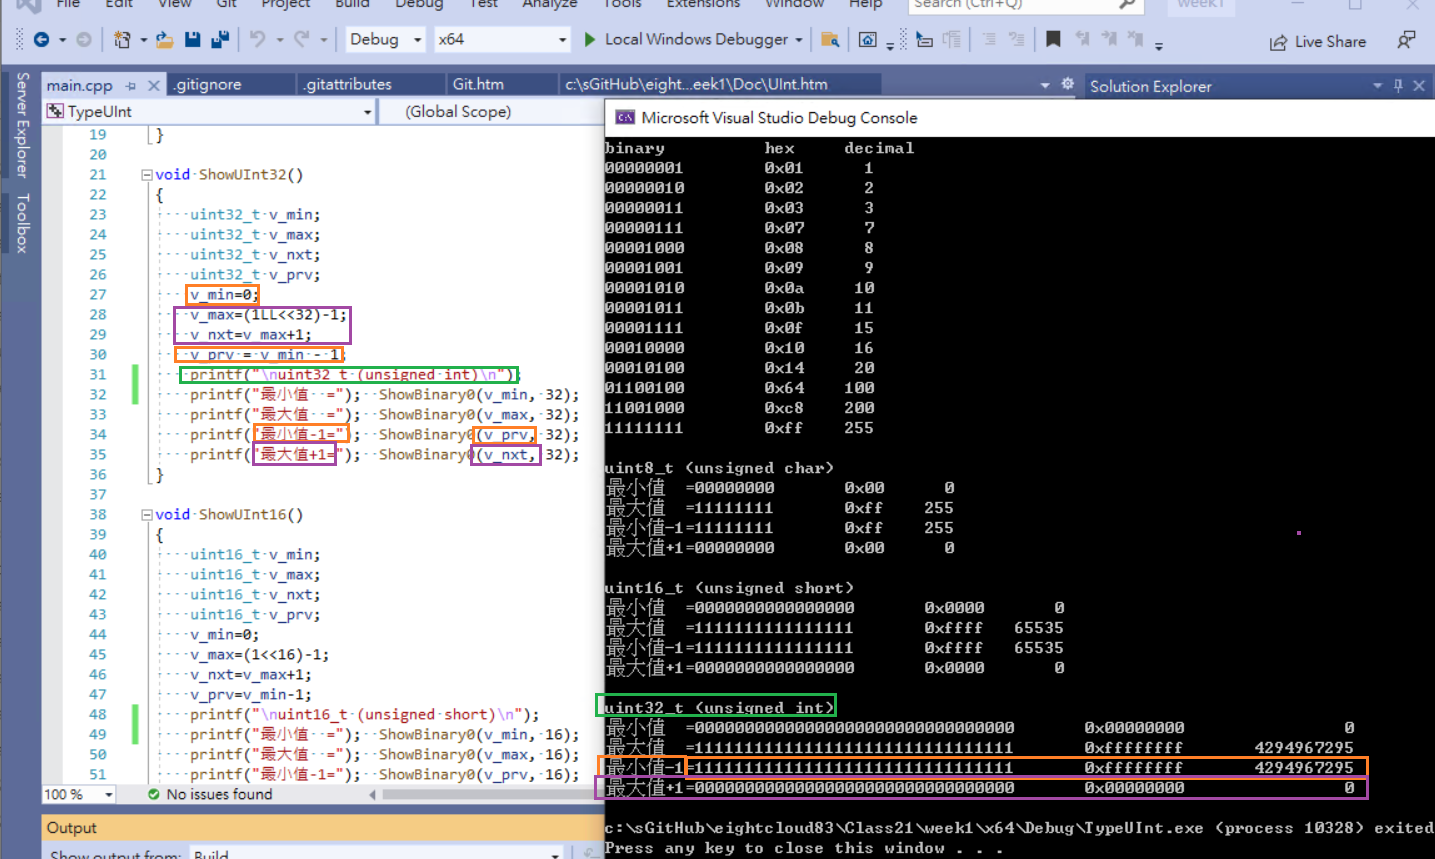 File Edit View Git Project Build Debug Test Analyze Tools Extensions Window Help Search (Ctrl+Q) week1
Debug x64 Local Windows Debugger Live Share
Server Explorer
Toolbox
main.cpp .gitignore .gitattributes Git.htm c:\sGitHub\eight...eek1\Doc\UInt.htm Solution Explorer
TypeUInt (Global Scope)
19 }
20
21 void ShowUInt32()
22 {
23 uint32_t v_min;
24 uint32_t v_max;
25 uint32_t v_nxt;
26 uint32_t v_prv;
27 v_min=0;
28 v_max=(1LL<<32)-1;
29 v_nxt=v_max+1;
30 v_prv = v_min - 1;
31 printf("\nuint32_t (unsigned int)\n");
32 printf("最小值  ="); ShowBinary0(v_min, 32);
33 printf("最大值  ="); ShowBinary0(v_max, 32);
34 printf("最小值-1="); ShowBinary0(v_prv, 32);
35 printf("最大值+1="); ShowBinary0(v_nxt, 32);
36 }
37
38 void ShowUInt16()
39 {
40 uint16_t v_min;
41 uint16_t v_max;
42 uint16_t v_nxt;
43 uint16_t v_prv;
44 v_min=0;
45 v_max=(1<<16)-1;
46 v_nxt=v_max+1;
47 v_prv=v_min-1;
48 printf("\nuint16_t (unsigned short)\n");
49 printf("最小值  ="); ShowBinary0(v_min, 16);
50 printf("最大值  ="); ShowBinary0(v_max, 16);
51 printf("最小值-1="); ShowBinary0(v_prv, 16);
100 % No issues found
Output
Show output from: Build
Microsoft Visual Studio Debug Console
binary hex decimal
00000001 0x01 1
00000010 0x02 2
00000011 0x03 3
00000111 0x07 7
00001000 0x08 8
00001001 0x09 9
00001010 0x0a 10
00001011 0x0b 11
00001111 0x0f 15
00010000 0x10 16
00010100 0x14 20
01100100 0x64 100
11001000 0xc8 200
11111111 0xff 255
uint8_t (unsigned char)
最小值  =00000000 0x00 0
最大值  =11111111 0xff 255
最小值-1=11111111 0xff 255
最大值+1=00000000 0x00 0
uint16_t (unsigned short)
最小值  =0000000000000000 0x0000 0
最大值  =1111111111111111 0xffff 65535
最小值-1=1111111111111111 0xffff 65535
最大值+1=0000000000000000 0x0000 0
uint32_t (unsigned int)
最小值  =00000000000000000000000000000000 0x00000000 0
最大值  =11111111111111111111111111111111 0xffffffff 4294967295
最小值-1=11111111111111111111111111111111 0xffffffff 4294967295
最大值+1=00000000000000000000000000000000 0x00000000 0
c:\sGitHub\eightcloud83\Class21\week1\x64\Debug\TypeUInt.exe (process 10328) exited
Press any key to close this window . . .